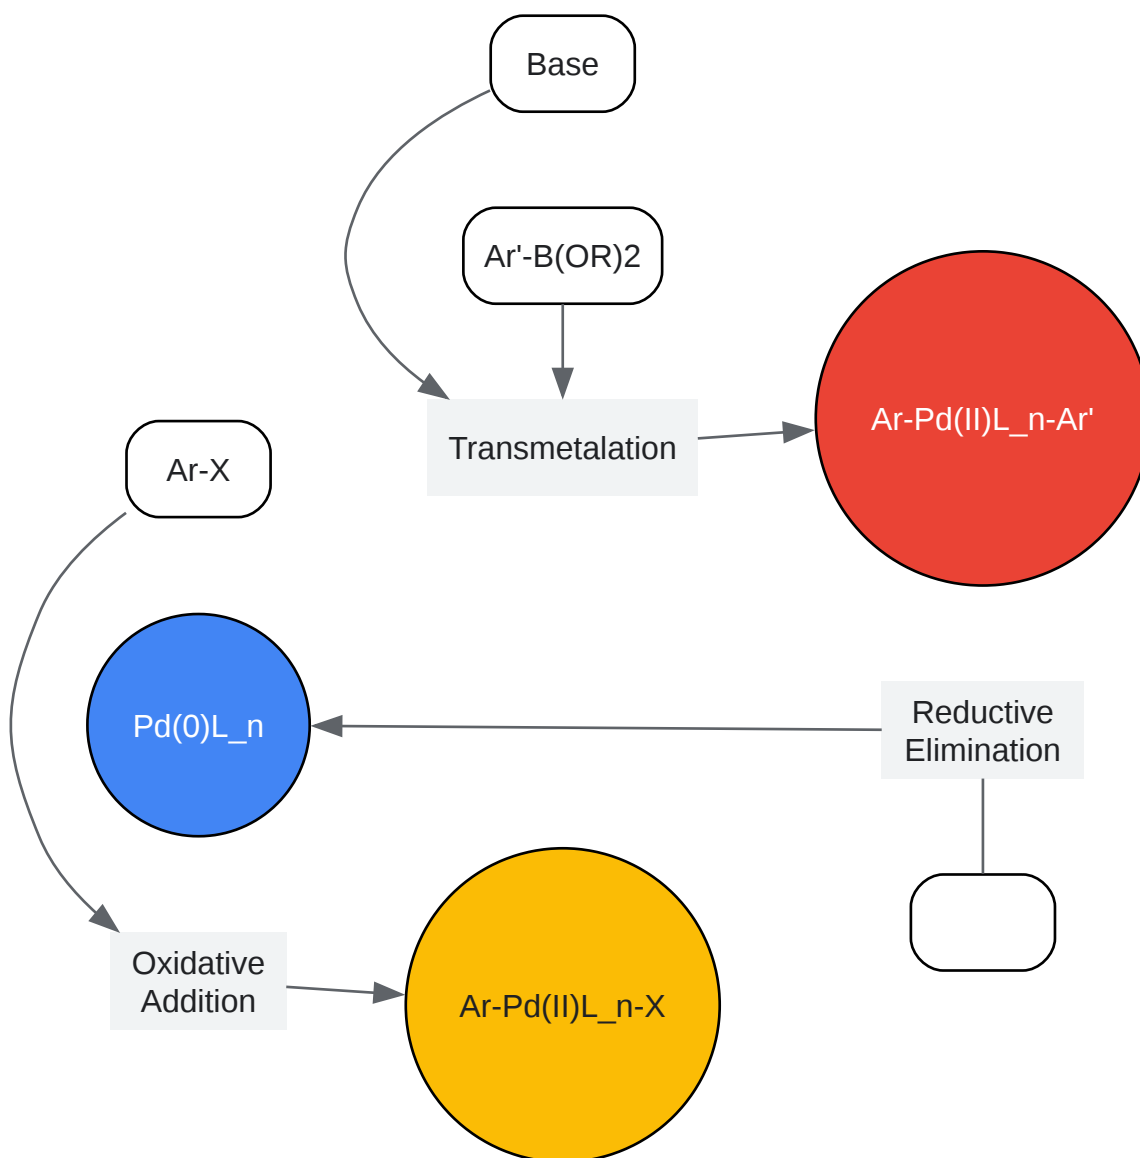 Base
Ar'-B(OR)2
Ar-Pd(II)L_n-Ar'
Transmetalation
Ar-X
Pd(0)L_n
Reductive
Elimination
Oxidative
Addition
Ar-Pd(II)L_n-X